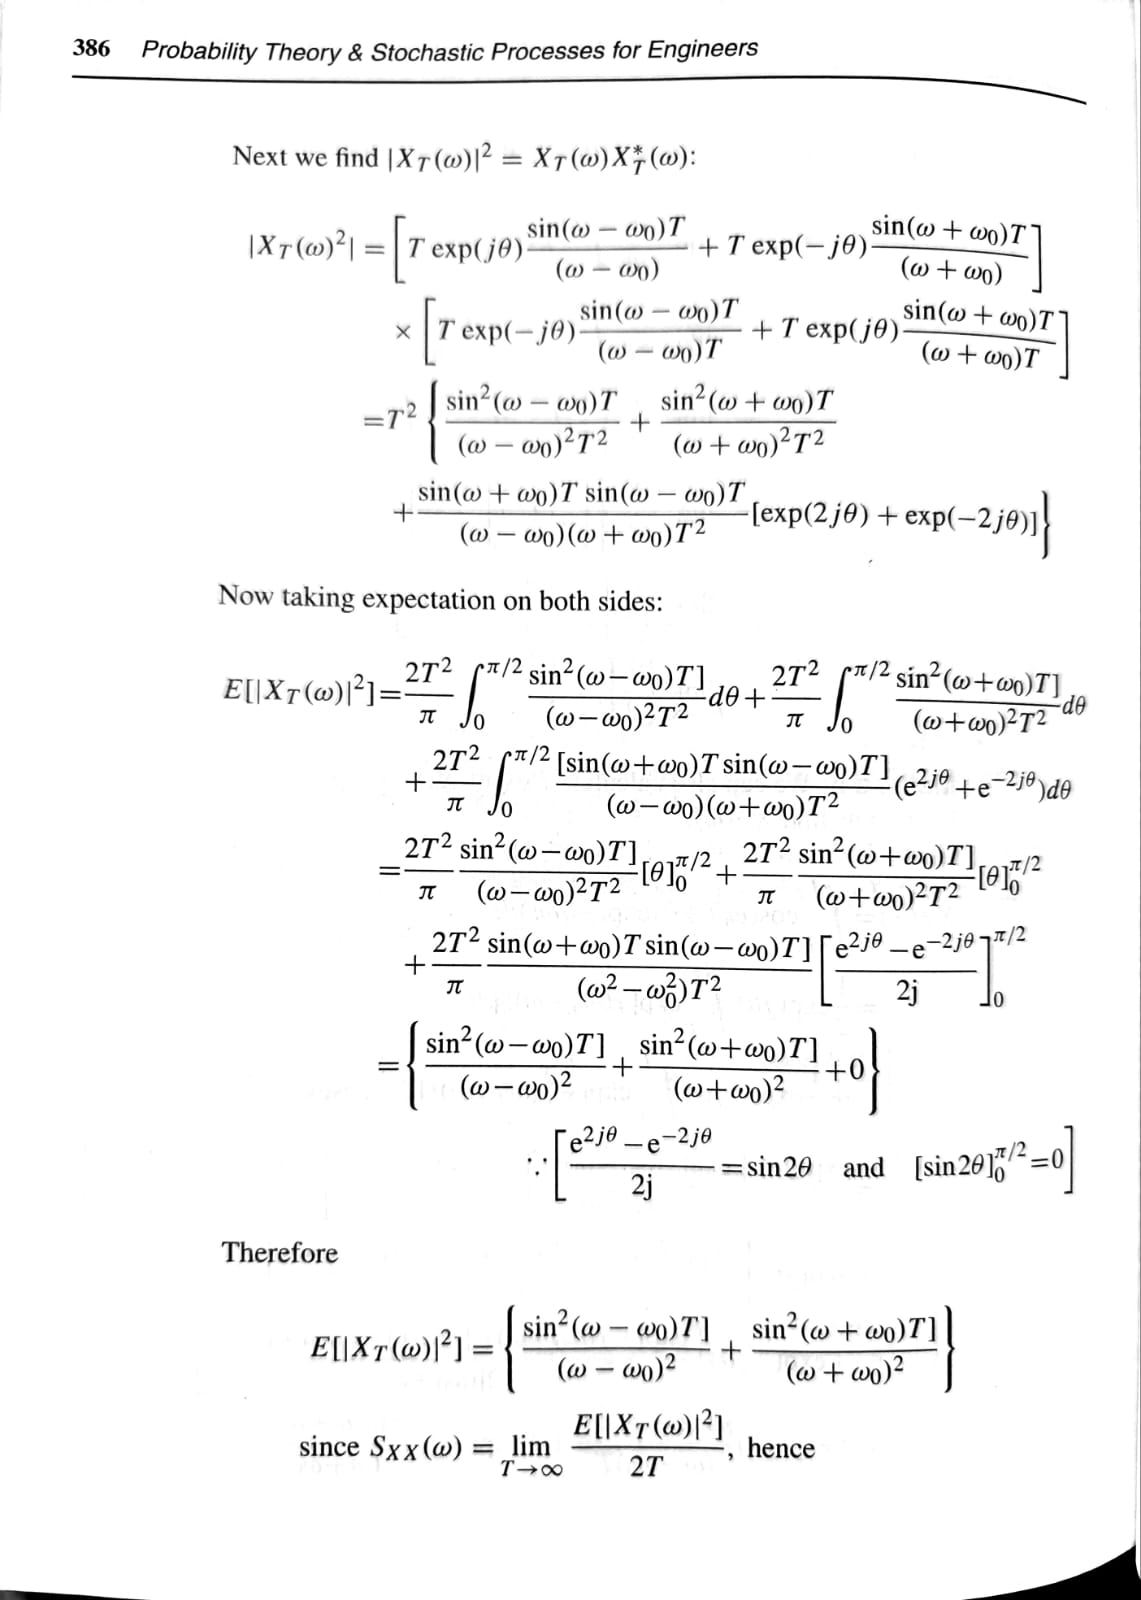 386 Probability Theory & Stochastic Processes for Engineers
Next we find |X_T(ω)|² = X_T(ω)X_T^*(ω):
|X_T(ω)²| = [T exp(jθ) sin(ω − ω₀)T / (ω − ω₀) + T exp(−jθ) sin(ω + ω₀)T / (ω + ω₀)]
× [T exp(−jθ) sin(ω − ω₀)T / (ω − ω₀)T + T exp(jθ) sin(ω + ω₀)T / (ω + ω₀)T]
=T² { sin²(ω − ω₀)T / (ω − ω₀)²T² + sin²(ω + ω₀)T / (ω + ω₀)²T²
+ sin(ω + ω₀)T sin(ω − ω₀)T / (ω − ω₀)(ω + ω₀)T² [exp(2jθ) + exp(−2jθ)]}
Now taking expectation on both sides:
E[|X_T(ω)|²]= 2T²/π ∫₀^{π/2} sin²(ω−ω₀)T] / (ω−ω₀)²T² dθ + 2T²/π ∫₀^{π/2} sin²(ω+ω₀)T] / (ω+ω₀)²T² dθ
+ 2T²/π ∫₀^{π/2} [sin(ω+ω₀)T sin(ω−ω₀)T] / (ω−ω₀)(ω+ω₀)T² (e^{2jθ} +e^{−2jθ})dθ
= 2T²/π sin²(ω−ω₀)T] / (ω−ω₀)²T² [θ]₀^{π/2} + 2T²/π sin²(ω+ω₀)T] / (ω+ω₀)²T² [θ]₀^{π/2}
+ 2T²/π sin(ω+ω₀)T sin(ω−ω₀)T] / (ω²−ω₀²)T² [e^{2jθ} −e^{−2jθ} / 2j]₀^{π/2}
= { sin²(ω−ω₀)T] / (ω−ω₀)² + sin²(ω+ω₀)T] / (ω+ω₀)² +0}
∵ [e^{2jθ} −e^{−2jθ} / 2j =sin2θ and [sin2θ]₀^{π/2}=0]
Therefore
E[|X_T(ω)|²] = { sin²(ω − ω₀)T] / (ω − ω₀)² + sin²(ω + ω₀)T] / (ω + ω₀)² }
since S_XX(ω) = lim_{T→∞} E[|X_T(ω)|²] / 2T, hence